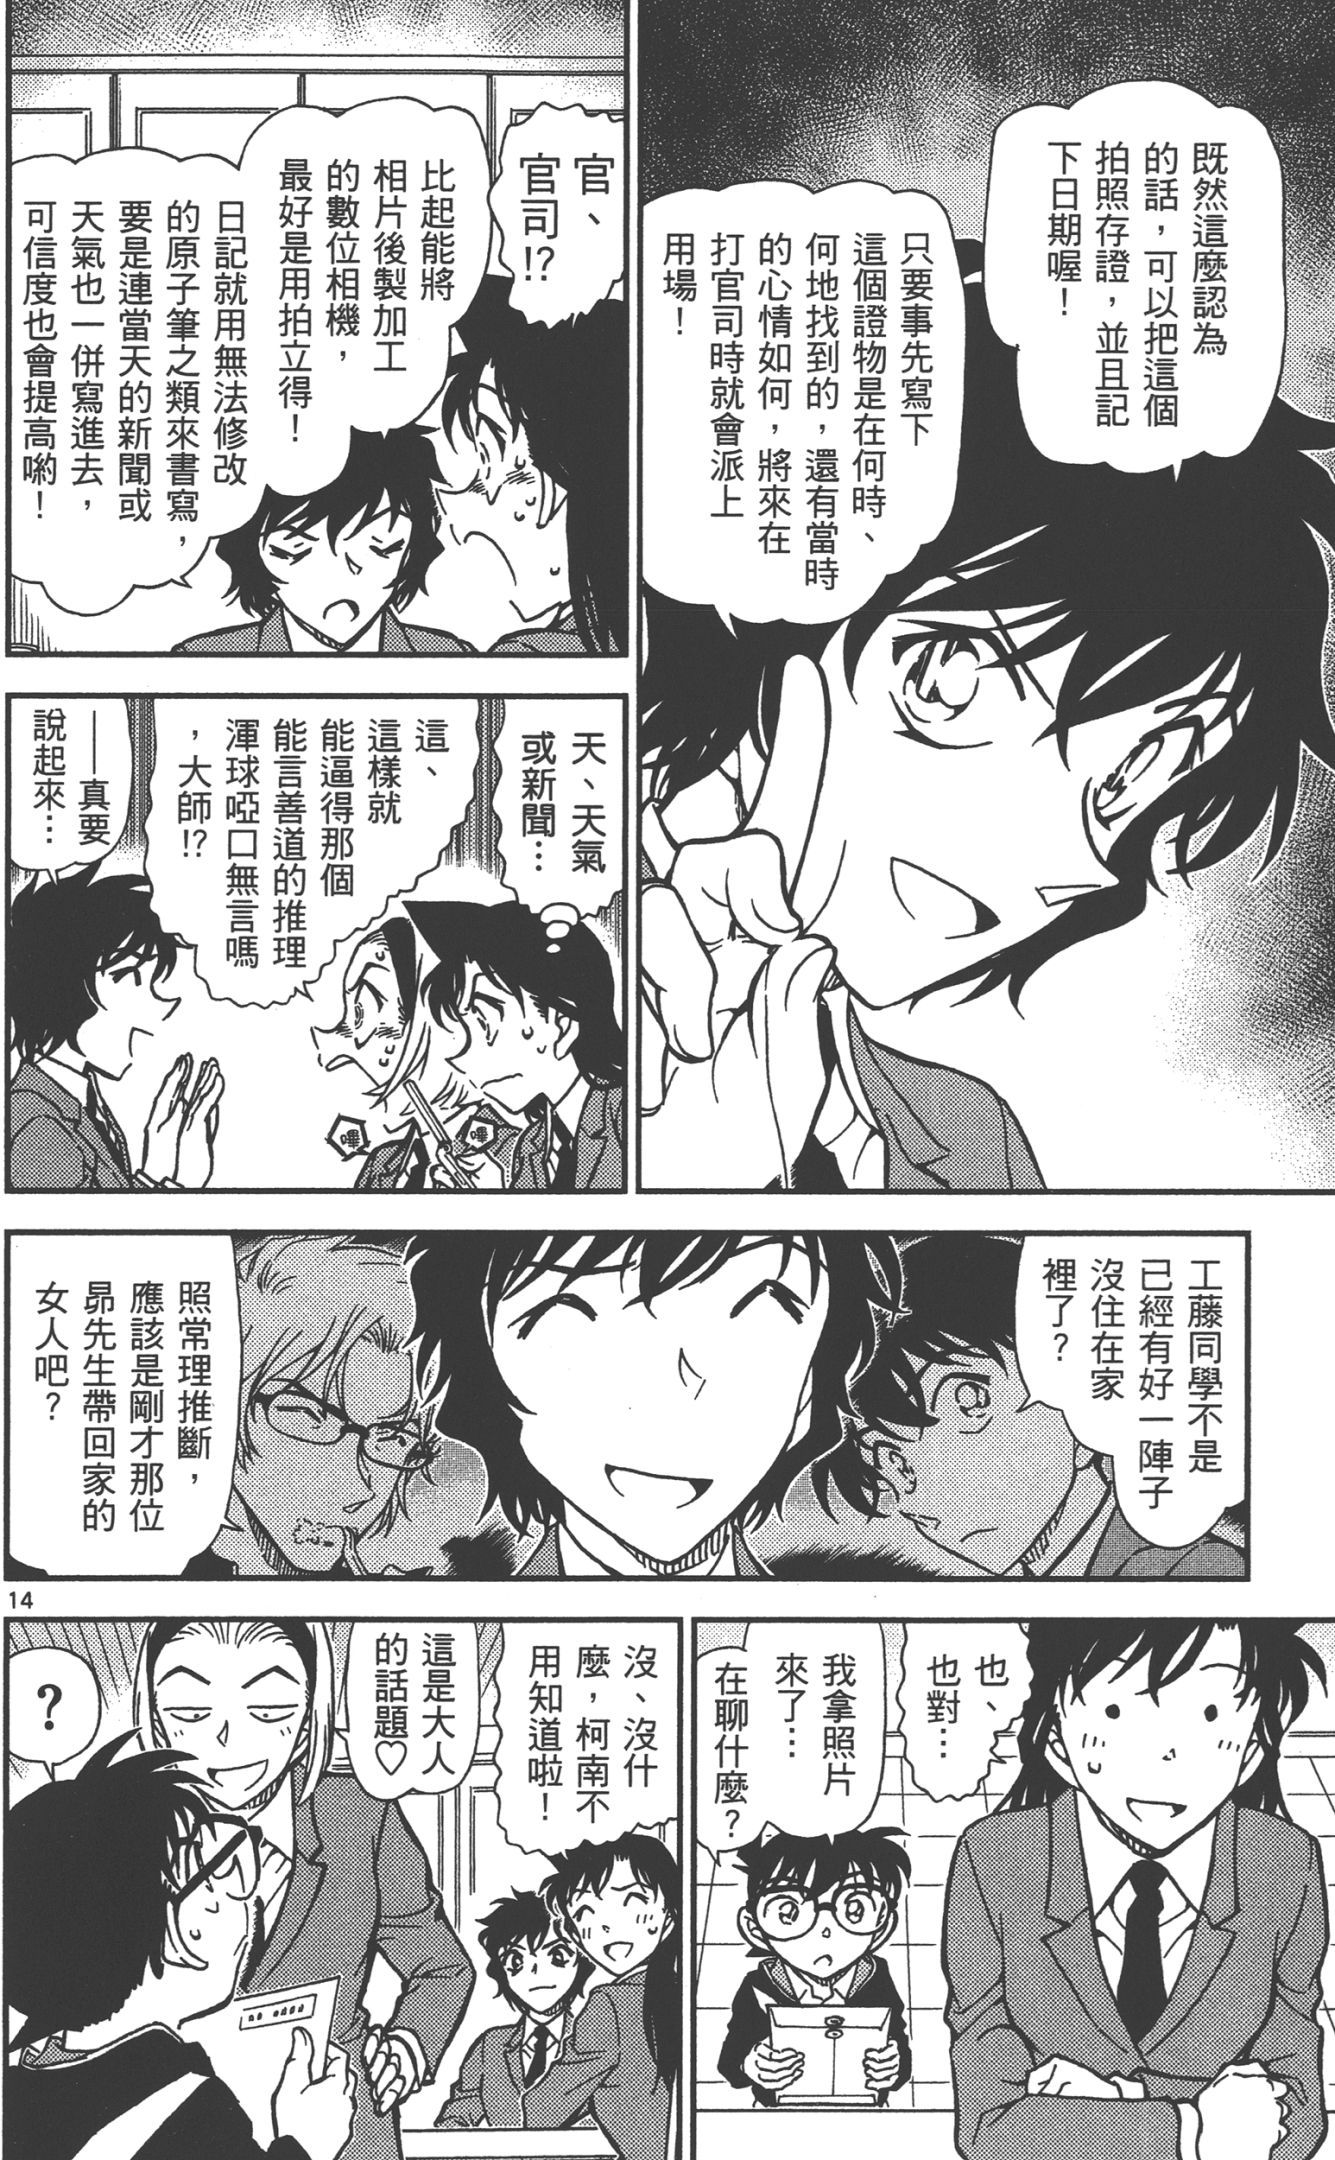 既然這麼認為
的話，可以把這個
拍照存證，並且記
下日期喔！
只要事先寫下
這個證物是在何時、
何地找到的，還有當時
的心情如何，將來在
打官司時就會派上
用場！
官、
官司!?
比起能將
相片後製加工
的數位相機，
最好是用拍立得！
日記就用無法修改
的原子筆之類來書寫，
要是連當天的新聞或
天氣也一併寫進去，
可信度也會提高喲！
天、天氣
或新聞…
這、
這樣就
能逼得那個
能言善道的推理
渾球啞口無言嗎
，大師!?
嗶
嗶
——真要
說起來…
工藤同學不是
已經有好一陣子
沒住在家
裡了？
照常理推斷，
應該是剛才那位
昴先生帶回家的
女人吧？
14
也、
也對…
我拿照片
來了…
在聊什麼？
沒、沒什
麼，柯南不
用知道啦！
這是大人
的話題♡
？